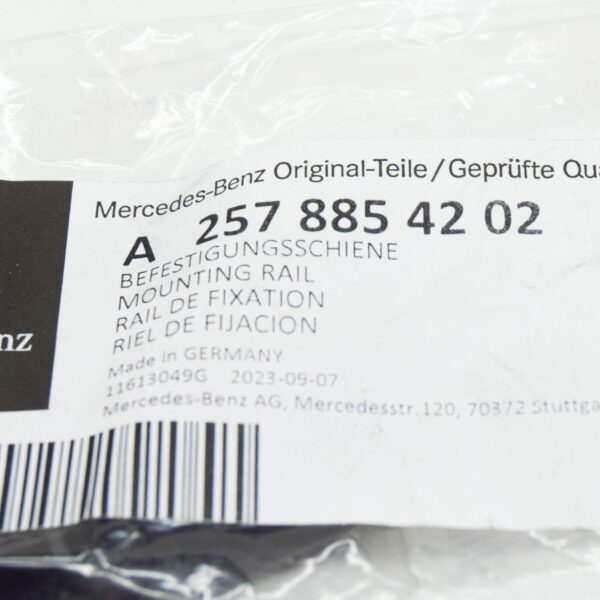 Mercedes-Benz Original-Teile/Geprüfte Qua
A 257 885 42 02
BEFESTIGUNGSSCHIENE
MOUNTING RAIL
RAIL DE FIXATION
RIEL DE FIJACION
nz
Made in GERMANY
11613049G 2023-09-07
Mercedes-Benz AG, Mercedesstr.120, 70372 Stuttga